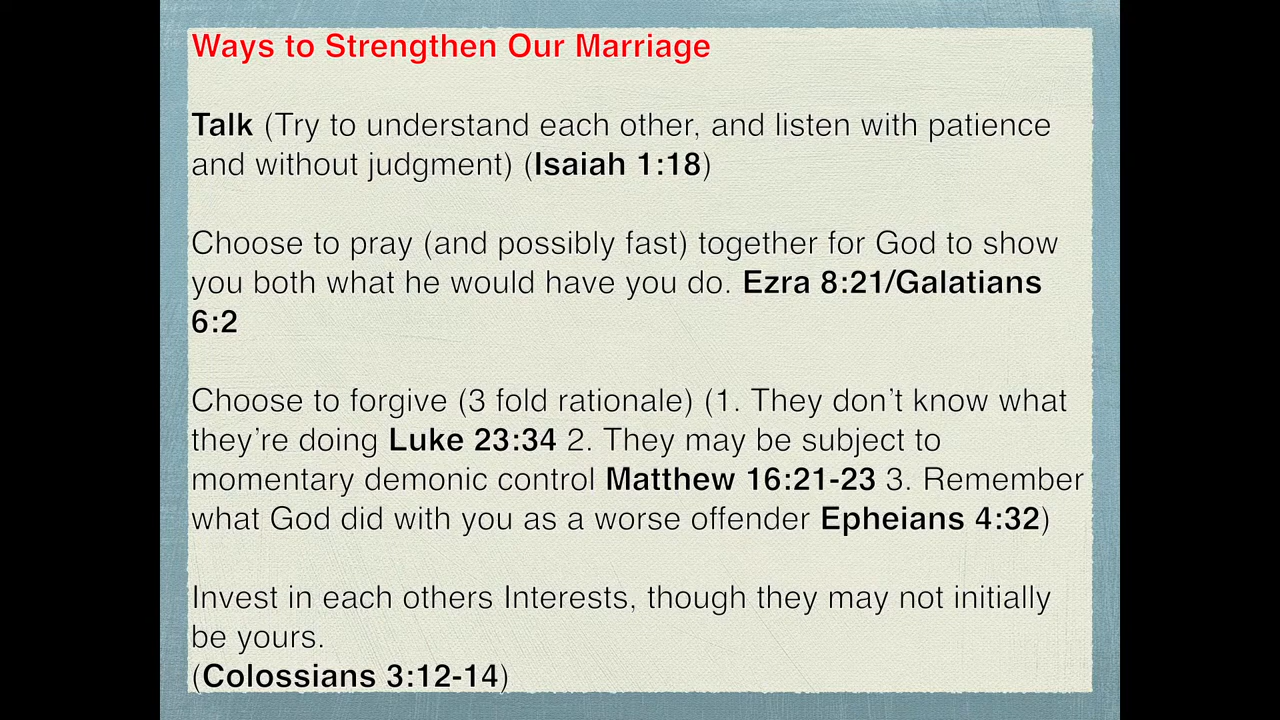 Ways to Strengthen Our Marriage
Talk (Try to understand each other, and listen with patience
and without judgment) (Isaiah 1:18)
Choose to pray (and possibly fast) together for God to show
you both what he would have you do. Ezra 8:21/Galatians
6:2
Choose to forgive (3 fold rationale) (1. They don't know what
they're doing Luke 23:34 2. They may be subject to
momentary demonic control Matthew 16:21-23 3. Remember
what God did with you as a worse offender Epheians 4:32)
Invest in each others Interests, though they may not initially
be yours.
(Colossians 3:12-14)